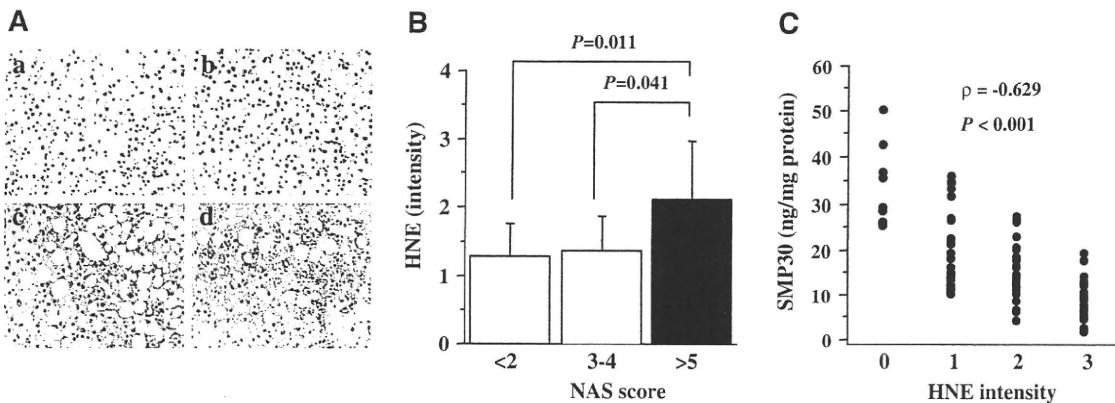 A
a
b
c
d
B
P=0.011
P=0.041
HNE (intensity)
4
3
2
1
0
<2
3-4
>5
NAS score
C
ρ = -0.629
P < 0.001
SMP30 (ng/mg protein)
60
50
40
30
20
10
0
0
1
2
3
HNE intensity